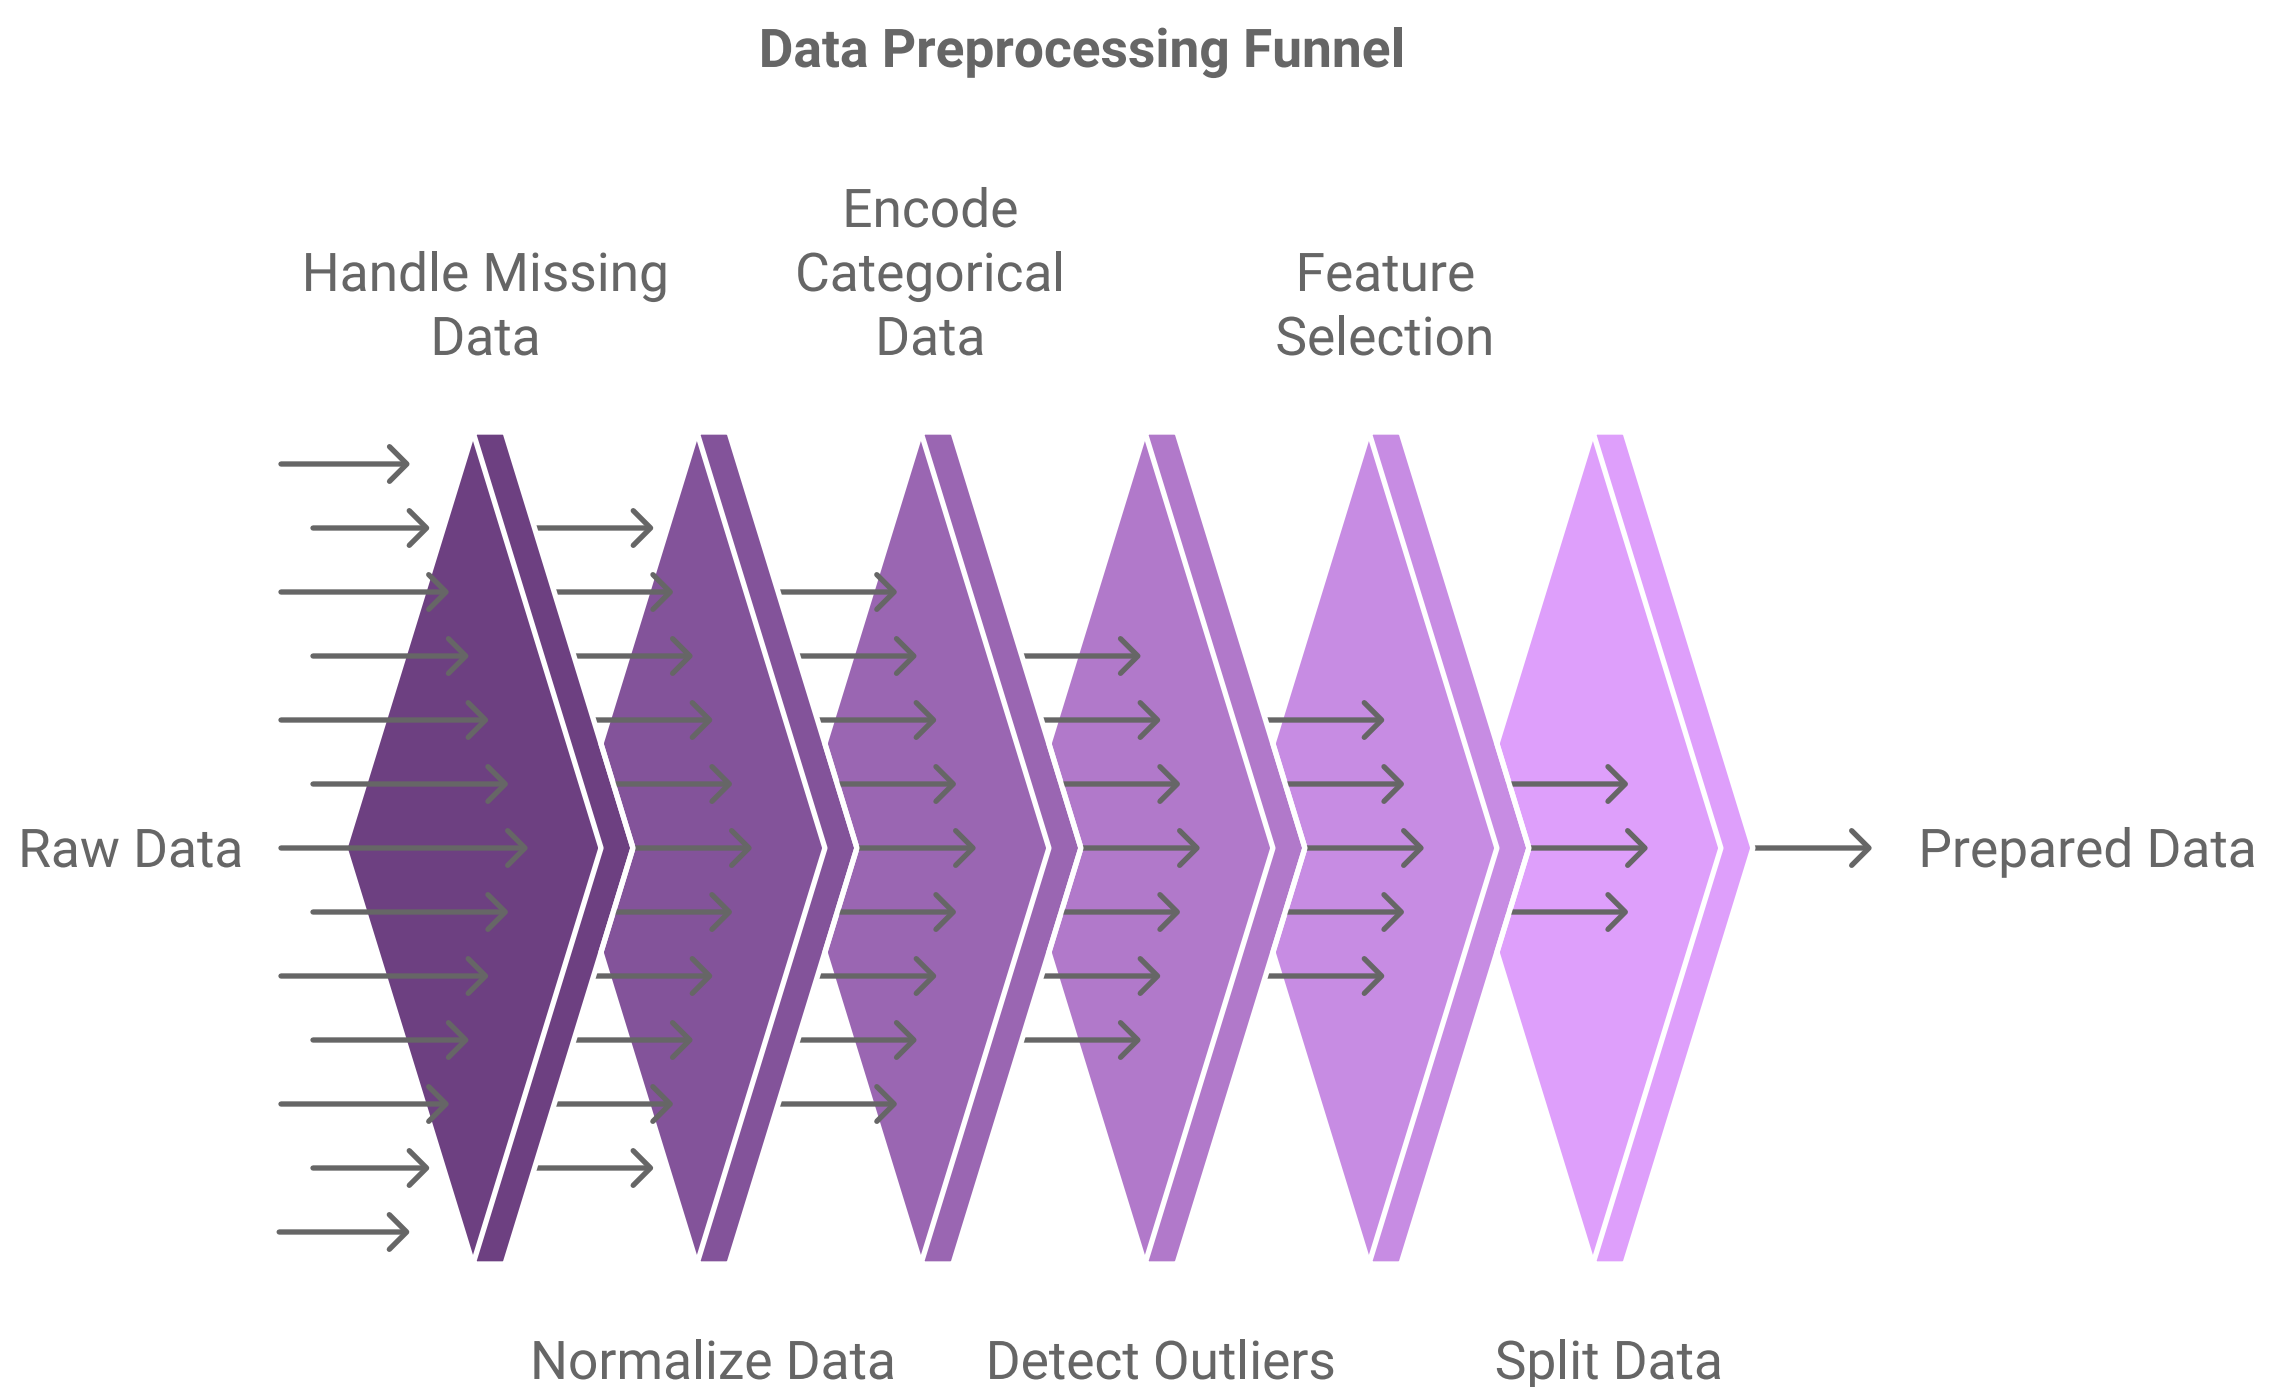 Data Preprocessing Funnel
Encode
Categorical
Data
Handle Missing
Data
Feature
Selection
Raw Data
Prepared Data
Normalize Data
Detect Outliers
Split Data